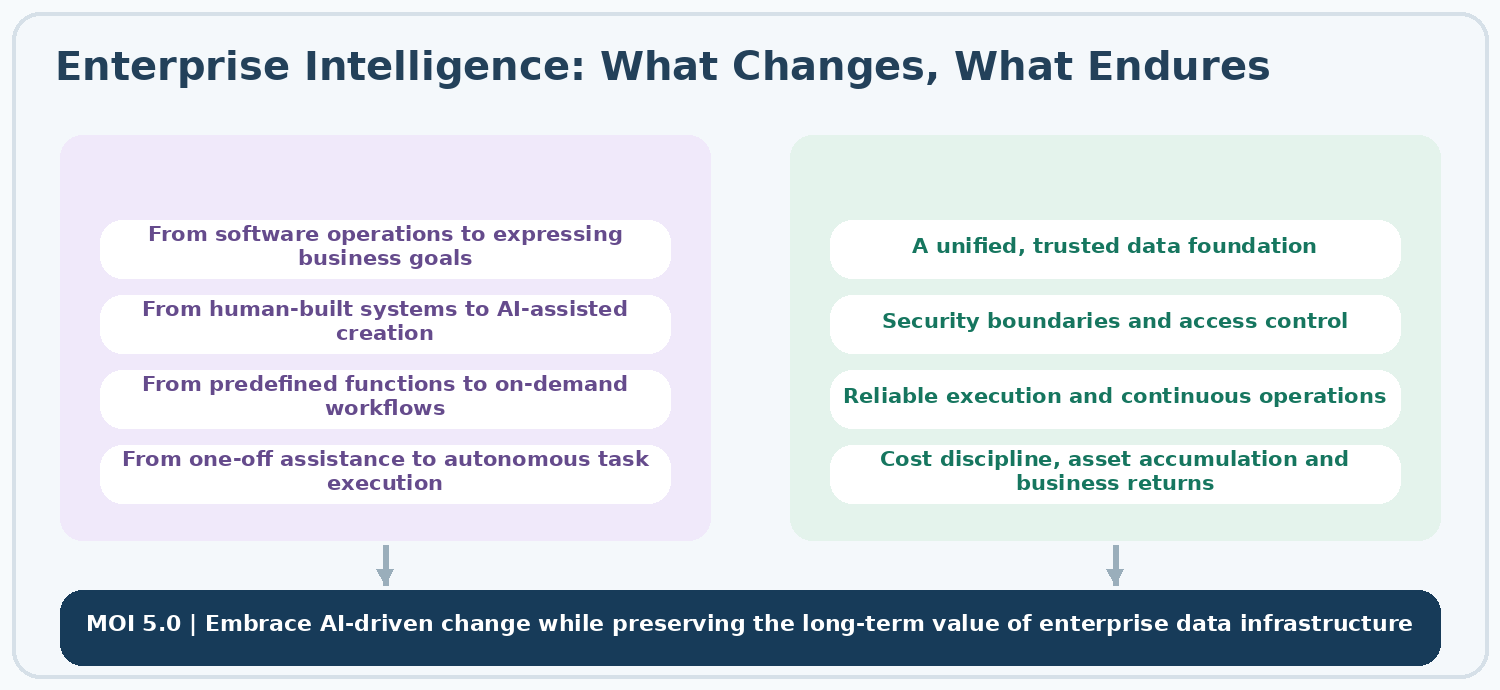 Enterprise Intelligence: What Changes, What Endures
From software operations to expressing
business goals
From human-built systems to AI-assisted
creation
From predefined functions to on-demand
workflows
From one-off assistance to autonomous task
execution
A unified, trusted data foundation
Security boundaries and access control
Reliable execution and continuous operations
Cost discipline, asset accumulation and
business returns
MOI 5.0 | Embrace AI-driven change while preserving the long-term value of enterprise data infrastructure